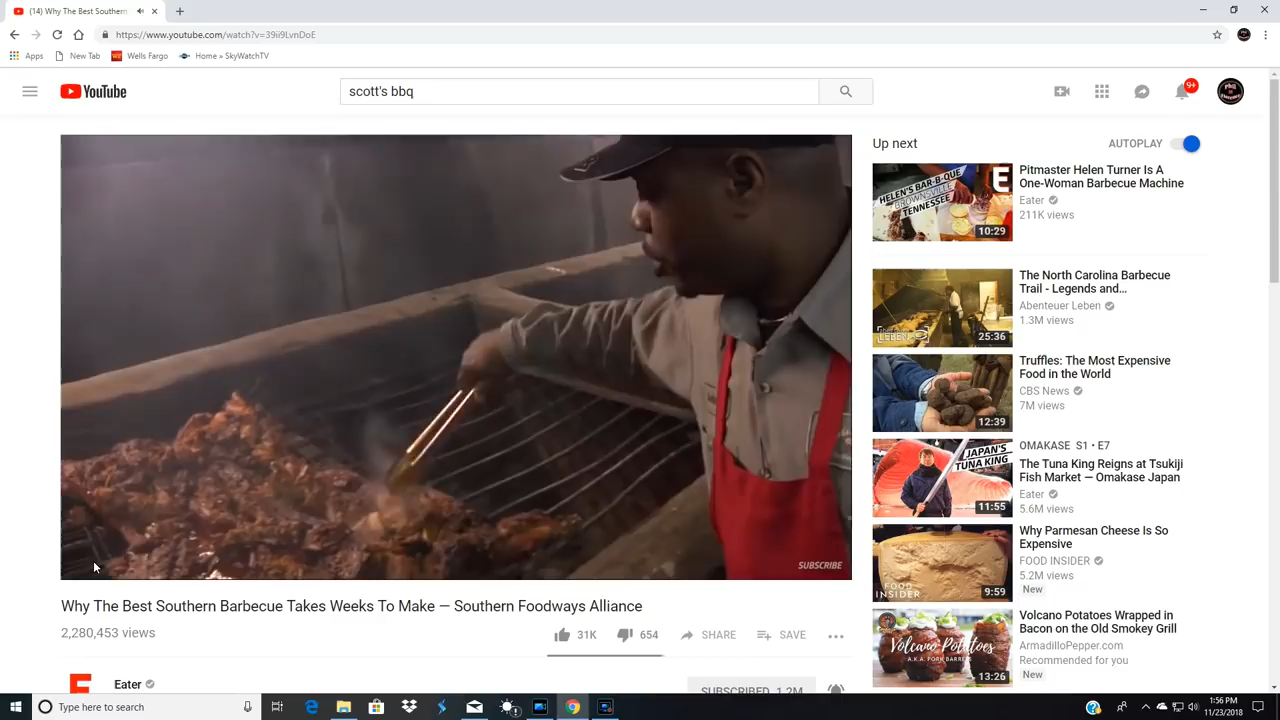 (14) Why The Best Southern
https://www.youtube.com/watch?v=39ii9LvnDoE
Apps
New Tab
Wells Fargo
Home » SkyWatchTV
YouTube
scott's bbq
9+
SUBSCRIBE
Why The Best Southern Barbecue Takes Weeks To Make — Southern Foodways Alliance
2,280,453 views
31K
654
SHARE
SAVE
Eater
SUBSCRIBED 1.2M
Up next
AUTOPLAY
HELEN'S BAR-B-QUE
BROWNSVILLE
TENNESSEE
E
10:29
Pitmaster Helen Turner Is A
One-Woman Barbecue Machine
Eater
211K views
LEBEN
25:36
The North Carolina Barbecue
Trail - Legends and...
Abenteuer Leben
1.3M views
12:39
Truffles: The Most Expensive
Food in the World
CBS News
7M views
JAPAN'S
TUNA KING
11:55
OMAKASE S1 • E7
The Tuna King Reigns at Tsukiji
Fish Market — Omakase Japan
Eater
5.6M views
FOOD
INSIDER
9:59
Why Parmesan Cheese Is So
Expensive
FOOD INSIDER
5.2M views
New
Volcano Potatoes
A.K.A. PORK BARRELS
13:26
Volcano Potatoes Wrapped in
Bacon on the Old Smokey Grill
ArmadilloPepper.com
Recommended for you
New
Type here to search
1:56 PM
11/23/2018